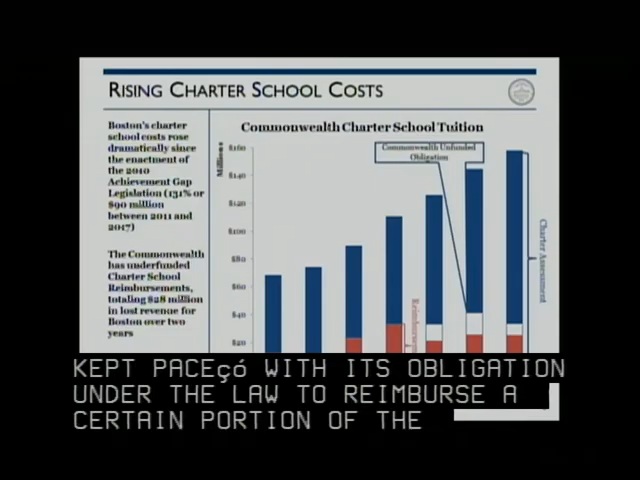 RISING CHARTER SCHOOL COSTS
Boston's charter
school costs rose
dramatically since
the enactment of
the 2010
Achievement Gap
Legislation (131% or
$90 million
between 2011 and
2017)
The Commonwealth
has underfunded
Charter School
Reimbursements,
totaling $28 million
in lost revenue for
Boston over two
years
Commonwealth Charter School Tuition
Millions
$160
$140
$120
$100
$80
$60
$40
$20
Commonwealth Unfunded
Obligation
Charter Assessment
KEPT PACEçó WITH ITS OBLIGATION
UNDER THE LAW TO REIMBURSE A
CERTAIN PORTION OF THE